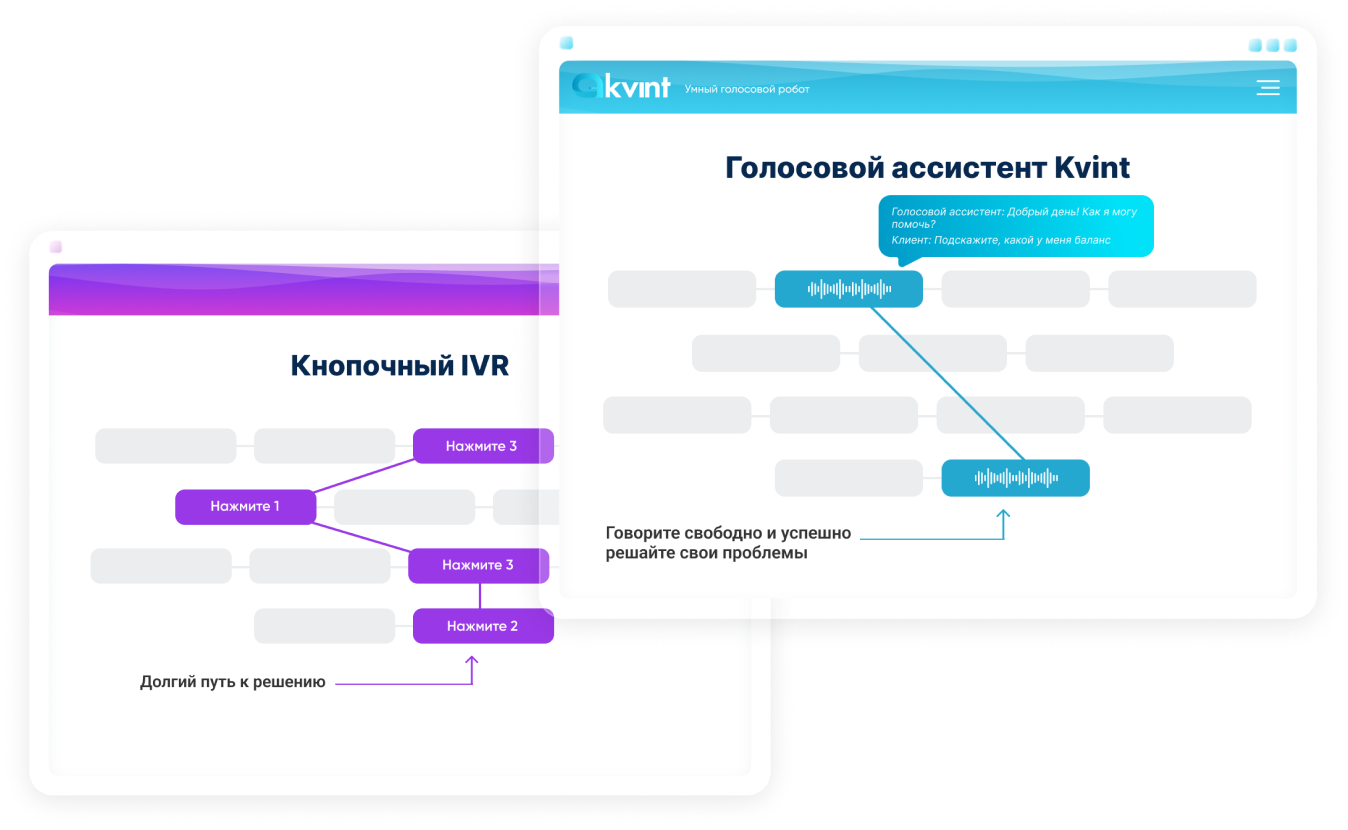 kvint
Умный голосовой робот
Голосовой ассистент Kvint
Голосовой ассистент: Добрый день! Как я могу
помочь?
Клиент: Подскажите, какой у меня баланс
Говорите свободно и успешно
решайте свои проблемы
Кнопочный IVR
Нажмите 3
Нажмите 1
Нажмите 3
Нажмите 2
Долгий путь к решению